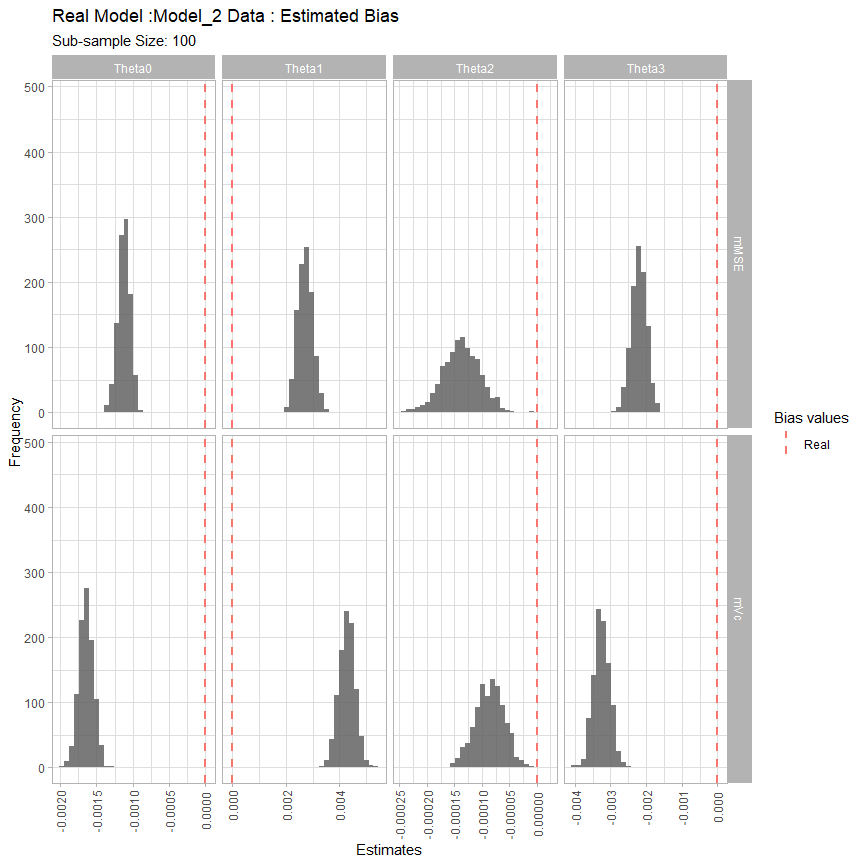 Real Model :Model_2 Data : Estimated Bias
Sub-sample Size: 100
Theta0 Theta1 Theta2 Theta3
500
400
300
200
100
0
mMSE
500
400
300
200
100
0
mVc
Frequency
-0.0020 -0.0015 -0.0010 -0.0005 0.0000
0.000 0.002 0.004
-0.00025 -0.00020 -0.00015 -0.00010 -0.00005 0.00000
-0.004 -0.003 -0.002 -0.001 0.000
Estimates
Bias values
Real